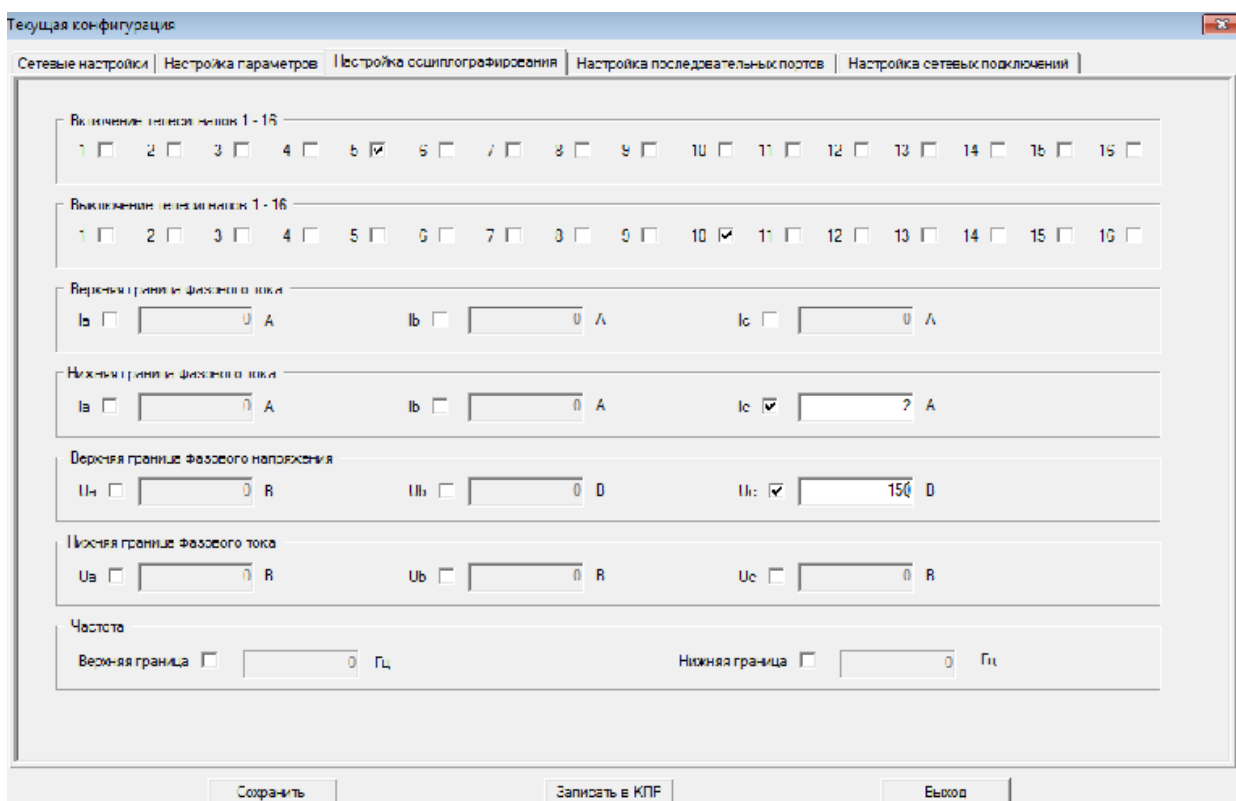 Текущая конфигурация
Сетевые настройки Настройка параметров Настройка осциллографирования Настройка последовательных портов Настройка сетевых подключений
Включение телесигналов 1 - 16
1 2 3 4 5 6 7 8 9 10 11 12 13 14 15 16
Выключение телесигналов 1 - 16
1 2 3 4 5 6 7 8 9 10 11 12 13 14 15 16
Верхняя граница фазового тока
Ia 0 А Ib 0 А Ic 0 А
Нижняя граница фазового тока
Ia 0 А Ib 0 А Ic 2 А
Верхняя граница фазового напряжения
Ua 0 В Ub 0 В Uc 150 В
Нижняя граница фазового тока
Ua 0 В Ub 0 В Uc 0 В
Частота
Верхняя граница 0 Гц Нижняя граница 0 Гц
Сохранить Записать в КПР Выход